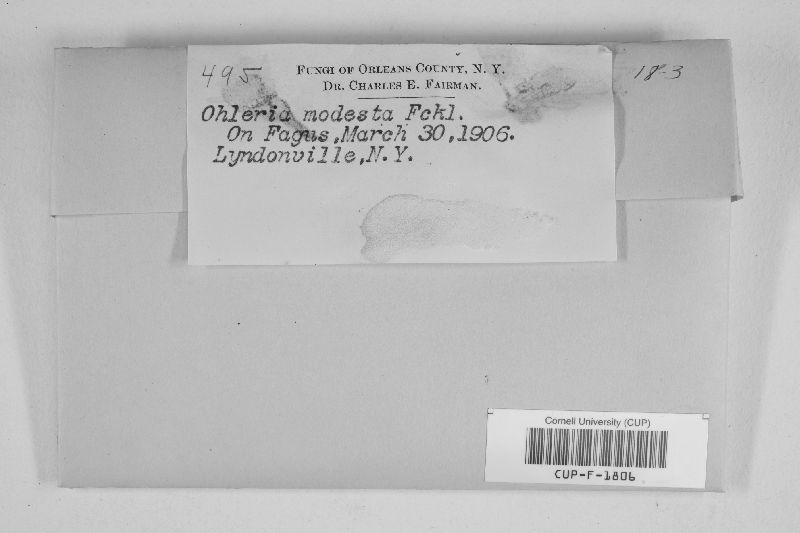 495
FUNGI OF ORLEANS COUNTY, N. Y.
DR. CHARLES E. FAIRMAN.
Ohleria modesta Fckl.
On Fagus, March 30, 1906.
Lyndonville, N. Y.
18-3
Cornell University (CUP)
CUP-F-1806